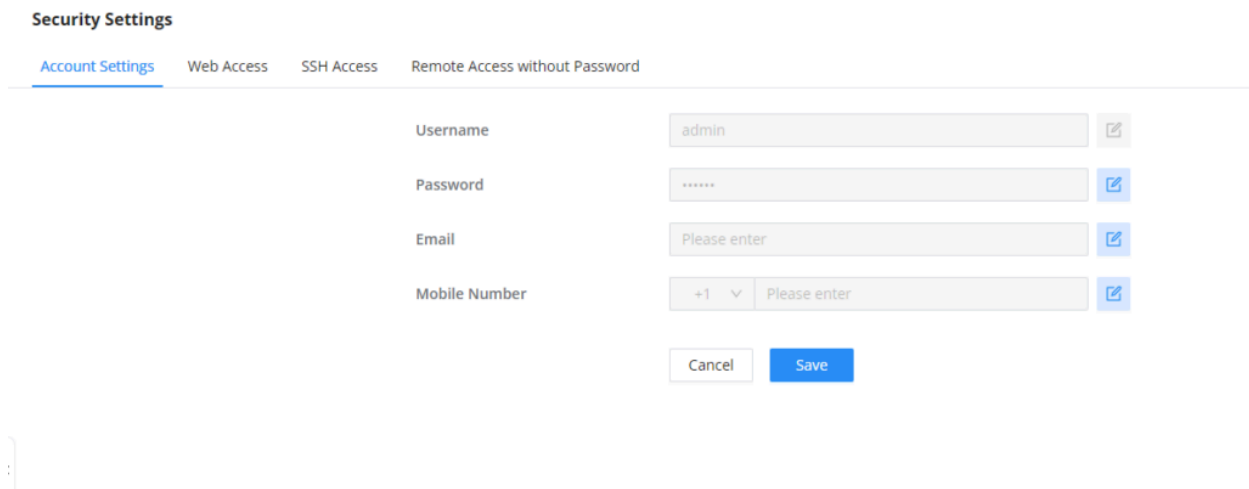 Security Settings
Account Settings Web Access SSH Access Remote Access without Password
Username admin
Password ••••••
Email Please enter
Mobile Number +1 Please enter
Cancel Save